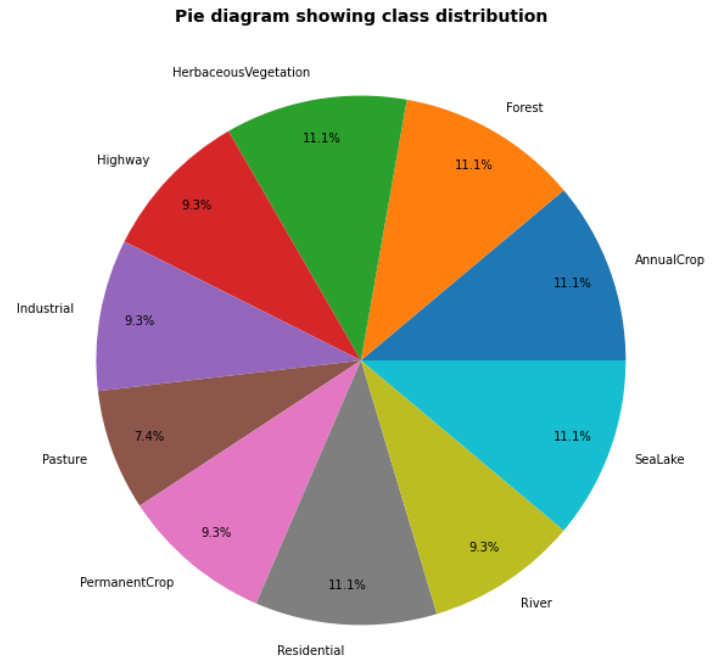 Pie diagram showing class distribution
HerbaceousVegetation
Forest
11.1%
Highway
11.1%
9.3%
AnnualCrop
11.1%
Industrial
9.3%
7.4%
11.1%
Pasture
SeaLake
9.3%
9.3%
PermanentCrop
11.1%
River
Residential